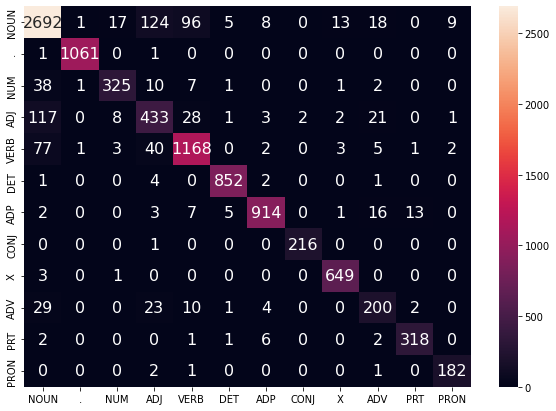 NOUN 2692 1 17 124 96 5 8 0 13 18 0 9
. 1 1061 0 1 0 0 0 0 0 0 0 0
NUM 38 1 325 10 7 1 0 0 1 2 0 0
ADJ 117 0 8 433 28 1 3 2 2 21 0 1
VERB 77 1 3 40 1168 0 2 0 3 5 1 2
DET 1 0 0 4 0 852 2 0 0 1 0 0
ADP 2 0 0 3 7 5 914 0 1 16 13 0
CONJ 0 0 0 1 0 0 0 216 0 0 0 0
X 3 0 1 0 0 0 0 0 649 0 0 0
ADV 29 0 0 23 10 1 4 0 0 200 2 0
PRT 2 0 0 0 1 1 6 0 0 2 318 0
PRON 0 0 0 2 1 0 0 0 0 1 0 182
NOUN . NUM ADJ VERB DET ADP CONJ X ADV PRT PRON
2500
2000
1500
1000
500
0